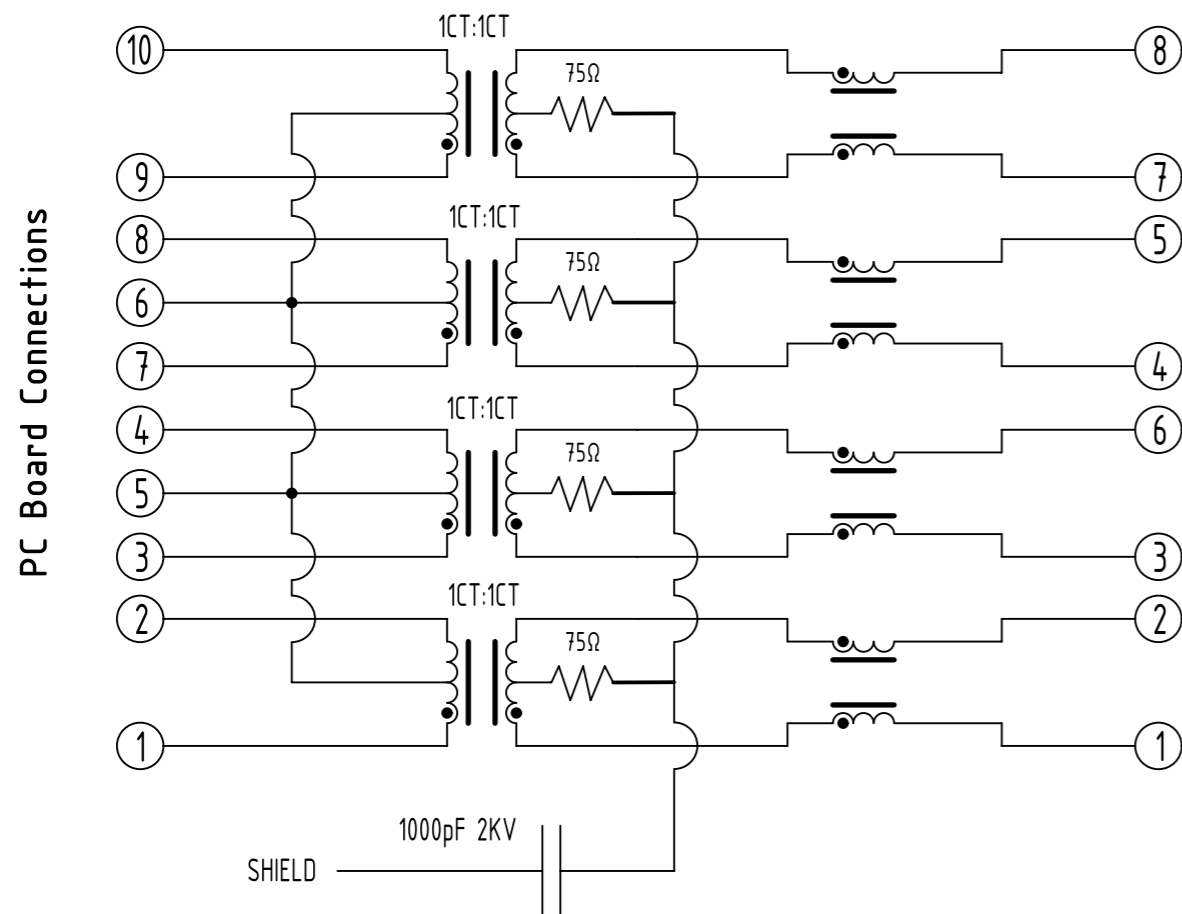 1CT:1CT
10
75Ω
8
9
7
1CT:1CT
8
75Ω
5
6
7
4
1CT:1CT
4
75Ω
6
5
3
3
1CT:1CT
2
75Ω
2
1
1
1000pF 2KV
SHIELD
PC Board Connections